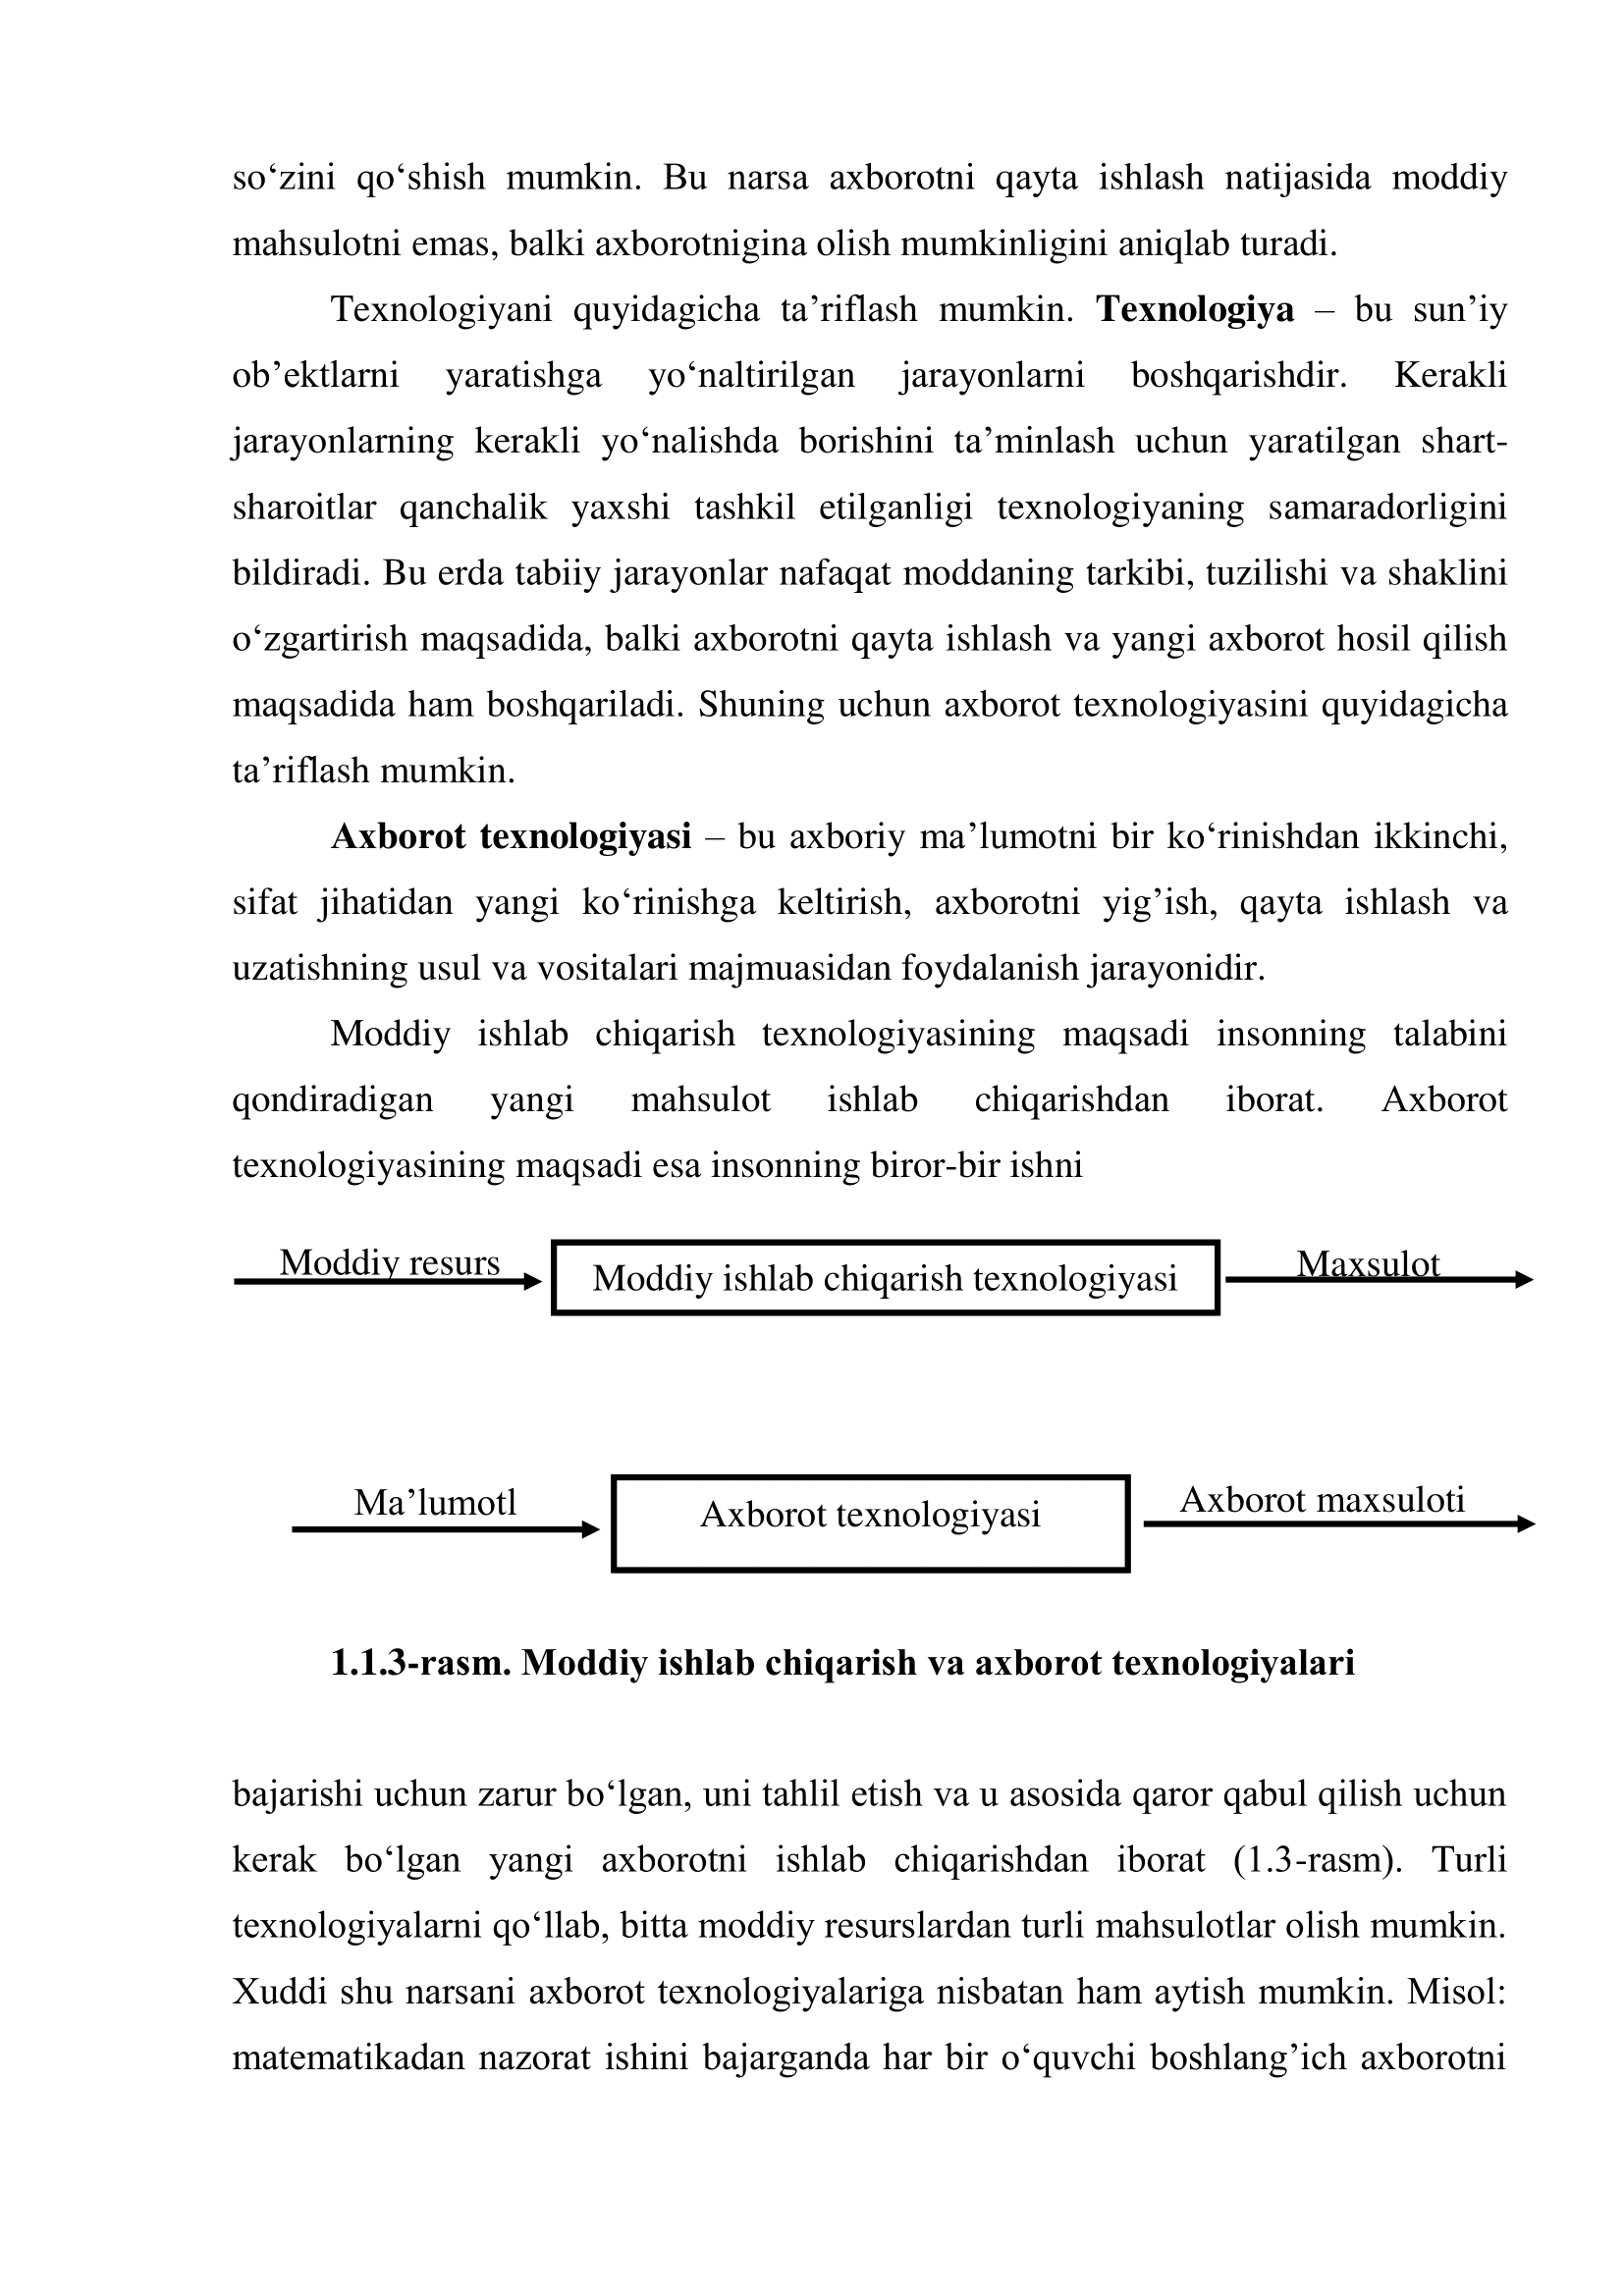 so‘zini qo‘shish mumkin. Bu narsa axborotni qayta ishlash natijasida moddiy
mahsulotni emas, balki axborotnigina olish mumkinligini aniqlab turadi.
Texnologiyani quyidagicha ta’riflash mumkin. Texnologiya – bu sun’iy
ob’ektlarni yaratishga yo‘naltirilgan jarayonlarni boshqarishdir. Kerakli
jarayonlarning kerakli yo‘nalishda borishini ta’minlash uchun yaratilgan shart-
sharoitlar qanchalik yaxshi tashkil etilganligi texnologiyaning samaradorligini
bildiradi. Bu erda tabiiy jarayonlar nafaqat moddaning tarkibi, tuzilishi va shaklini
o‘zgartirish maqsadida, balki axborotni qayta ishlash va yangi axborot hosil qilish
maqsadida ham boshqariladi. Shuning uchun axborot texnologiyasini quyidagicha
ta’riflash mumkin.
Axborot texnologiyasi – bu axboriy ma’lumotni bir ko‘rinishdan ikkinchi,
sifat jihatidan yangi ko‘rinishga keltirish, axborotni yig’ish, qayta ishlash va
uzatishning usul va vositalari majmuasidan foydalanish jarayonidir.
Moddiy ishlab chiqarish texnologiyasining maqsadi insonning talabini
qondiradigan yangi mahsulot ishlab chiqarishdan iborat. Axborot
texnologiyasining maqsadi esa insonning biror-bir ishni
Moddiy resurs
Moddiy ishlab chiqarish texnologiyasi
Maxsulot
Ma’lumotl
Axborot texnologiyasi
Axborot maxsuloti
1.1.3-rasm. Moddiy ishlab chiqarish va axborot texnologiyalari
bajarishi uchun zarur bo‘lgan, uni tahlil etish va u asosida qaror qabul qilish uchun
kerak bo‘lgan yangi axborotni ishlab chiqarishdan iborat (1.3-rasm). Turli
texnologiyalarni qo‘llab, bitta moddiy resurslardan turli mahsulotlar olish mumkin.
Xuddi shu narsani axborot texnologiyalariga nisbatan ham aytish mumkin. Misol:
matematikadan nazorat ishini bajarganda har bir o‘quvchi boshlang’ich axborotni